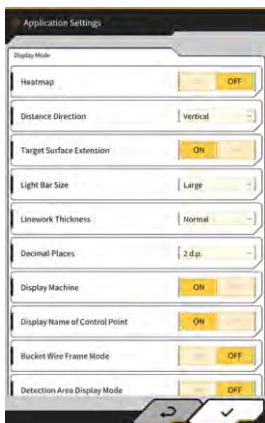 Application Settings
Display Mode
Heatmap
OFF
Distance Direction
Vertical
Target Surface Extension
ON
Light Bar Size
Large
Linework Thickness
Normal
Decimal Places
2 d.p.
Display Machine
ON
Display Name of Control Point
ON
Bucket Wire Frame Mode
OFF
Detection Area Display Mode
OFF